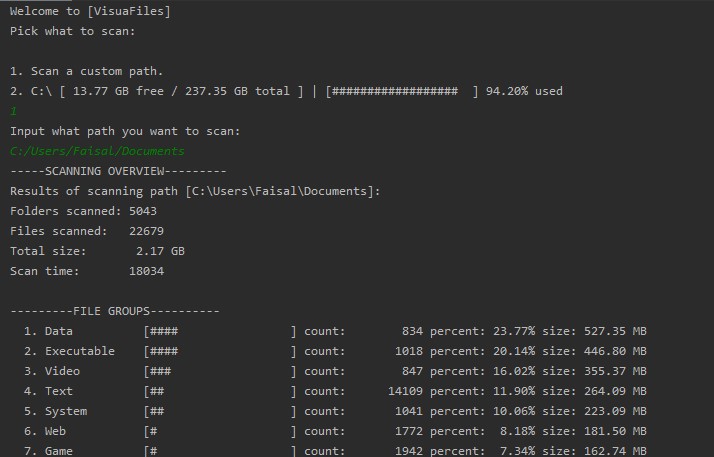 Welcome to [VisuaFiles]
Pick what to scan:
1. Scan a custom path.
2. C:\ [ 13.77 GB free / 237.35 GB total ] | [################## ] 94.20% used
1
Input what path you want to scan:
C:/Users/Faisal/Documents
-----SCANNING OVERVIEW---------
Results of scanning path [C:\Users\Faisal\Documents]:
Folders scanned: 5043
Files scanned:   22679
Total size:       2.17 GB
Scan time:       18034
---------FILE GROUPS----------
  1. Data          [####                ] count:        834 percent: 23.77% size: 527.35 MB
  2. Executable    [####                ] count:       1018 percent: 20.14% size: 446.80 MB
  3. Video         [###                 ] count:        847 percent: 16.02% size: 355.37 MB
  4. Text          [##                  ] count:      14109 percent: 11.90% size: 264.09 MB
  5. System        [##                  ] count:       1041 percent: 10.06% size: 223.09 MB
  6. Web           [#                   ] count:       1772 percent:  8.18% size: 181.50 MB
  7. Game          [#                   ] count:       1942 percent:  7.34% size: 162.74 MB